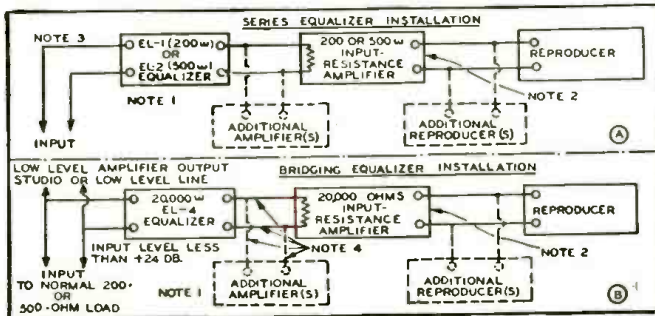 SERIES EQUALIZER INSTALLATION
NOTE 3
EL-1 (200 ω)
OR
EL-2 (500 ω)
EQUALIZER
NOTE 1
200 OR 500 ω
INPUT-
RESISTANCE
AMPLIFIER
REPRODUCER
NOTE 2
ADDITIONAL
AMPLIFIER(S)
ADDITIONAL
REPRODUCER(S)
INPUT
A
LOW LEVEL AMPLIFIER OUTPUT
STUDIO OR LOW LEVEL LINE
BRIDGING EQUALIZER INSTALLATION
20,000 ω
EL-4
EQUALIZER
20,000 OHMS
INPUT-
RESISTANCE
AMPLIFIER
REPRODUCER
INPUT LEVEL LESS
THAN +24 DB.
NOTE 4
NOTE 2
INPUT
TO NORMAL 200-
OR
500-OHM LOAD
NOTE 1
ADDITIONAL
AMPLIFIER(S)
ADDITIONAL
REPRODUCER(S)
B